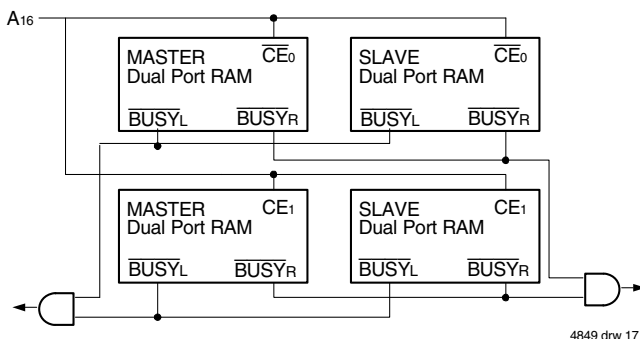 A16
MASTER CE0 SLAVE CE0
Dual Port RAM Dual Port RAM
BUSYL BUSYR BUSYL BUSYR
MASTER CE1 SLAVE CE1
Dual Port RAM Dual Port RAM
BUSYL BUSYR BUSYL BUSYR
4849 drw 17